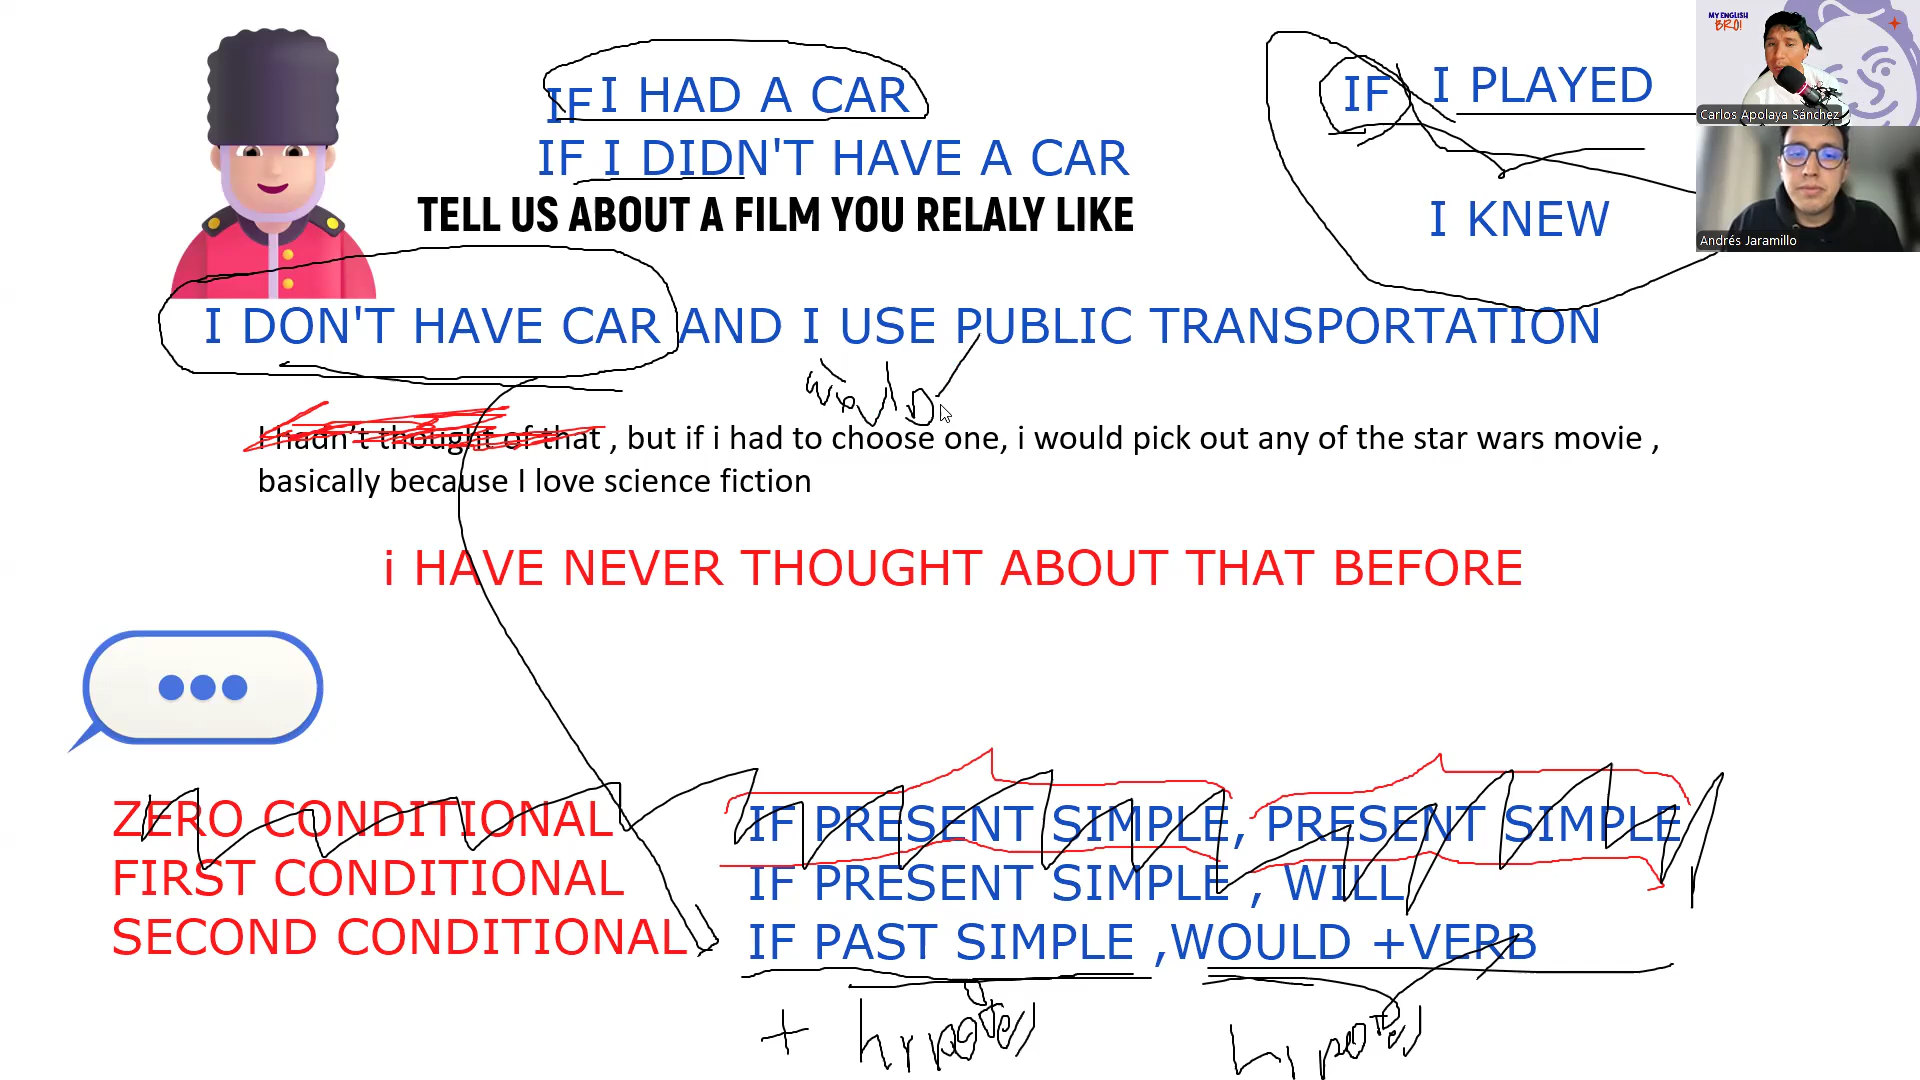 MY ENGLISH
BRO!
Carlos Apolaya Sánchez
Andrés Jaramillo
IF I HAD A CAR
IF I DIDN'T HAVE A CAR
IF I PLAYED
I KNEW
TELL US ABOUT A FILM YOU RELALY LIKE
I DON'T HAVE CAR AND I USE PUBLIC TRANSPORTATION
I hadn't thought of that , but if i had to choose one, i would pick out any of the star wars movie ,
basically because I love science fiction
i HAVE NEVER THOUGHT ABOUT THAT BEFORE
ZERO CONDITIONAL
IF PRESENT SIMPLE, PRESENT SIMPLE
FIRST CONDITIONAL
IF PRESENT SIMPLE , WILL
SECOND CONDITIONAL
IF PAST SIMPLE ,WOULD +VERB
+